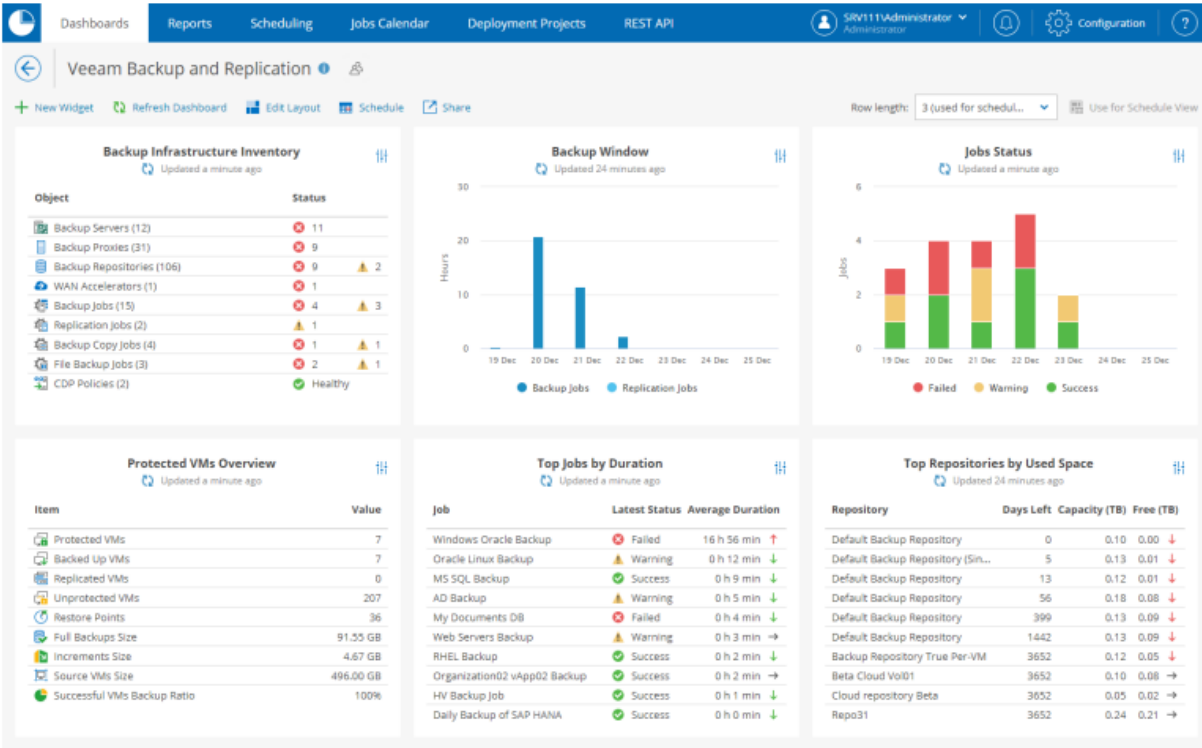 Dashboards Reports Scheduling Jobs Calendar Deployment Projects REST API SRV111\Administrator Administrator Configuration ?
Veeam Backup and Replication
New Widget Refresh Dashboard Edit Layout Schedule Share Row length: 3 (used for schedul... Use for Schedule View
Backup Infrastructure Inventory
Updated a minute ago
Object Status
Backup Servers (12) 11
Backup Proxies (31) 9
Backup Repositories (106) 9 2
WAN Accelerators (1) 1
Backup Jobs (15) 4 3
Replication Jobs (2) 1
Backup Copy Jobs (4) 1 1
File Backup Jobs (3) 2 1
CDP Policies (2) Healthy
Backup Window
Updated 24 minutes ago
Hours
30
20
10
0
19 Dec 20 Dec 21 Dec 22 Dec 23 Dec 24 Dec 25 Dec
Backup Jobs Replication Jobs
Jobs Status
Updated a minute ago
Jobs
6
4
2
0
19 Dec 20 Dec 21 Dec 22 Dec 23 Dec 24 Dec 25 Dec
Failed Warning Success
Protected VMs Overview
Updated a minute ago
Item Value
Protected VMs 7
Backed Up VMs 7
Replicated VMs 0
Unprotected VMs 207
Restore Points 36
Full Backups Size 91.55 GB
Increments Size 4.67 GB
Source VMs Size 496.00 GB
Successful VMs Backup Ratio 100%
Top Jobs by Duration
Updated a minute ago
Job Latest Status Average Duration
Windows Oracle Backup Failed 16 h 56 min ↑
Oracle Linux Backup Warning 0 h 12 min ↓
MS SQL Backup Success 0 h 9 min ↓
AD Backup Warning 0 h 5 min ↓
My Documents DB Failed 0 h 4 min ↓
Web Servers Backup Warning 0 h 3 min →
RHEL Backup Success 0 h 2 min ↓
Organization02 vApp02 Backup Success 0 h 2 min →
HV Backup Job Success 0 h 1 min ↓
Daily Backup of SAP HANA Success 0 h 0 min ↓
Top Repositories by Used Space
Updated 24 minutes ago
Repository Days Left Capacity (TB) Free (TB)
Default Backup Repository 0 0.10 0.00 ↓
Default Backup Repository (Sin... 5 0.13 0.01 ↓
Default Backup Repository 13 0.12 0.01 ↓
Default Backup Repository 56 0.18 0.08 ↓
Default Backup Repository 399 0.13 0.09 ↓
Default Backup Repository 1442 0.13 0.09 ↓
Backup Repository True Per-VM 3652 0.12 0.05 ↓
Beta Cloud Vol01 3652 0.10 0.08 →
Cloud repository Beta 3652 0.05 0.02 →
Repo31 3652 0.24 0.21 →